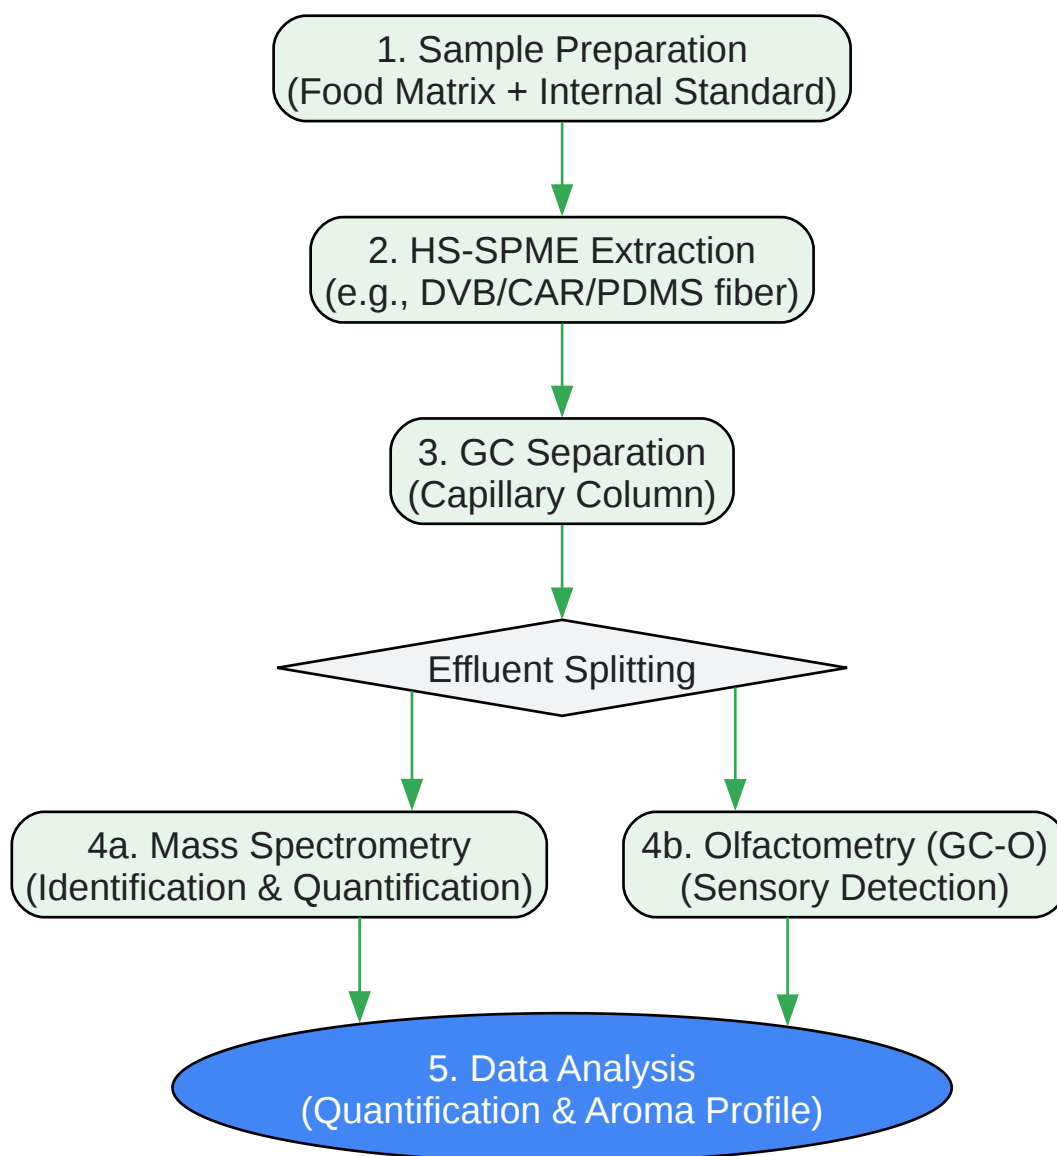 1. Sample Preparation
(Food Matrix + Internal Standard)
2. HS-SPME Extraction
(e.g., DVB/CAR/PDMS fiber)
3. GC Separation
(Capillary Column)
Effluent Splitting
4a. Mass Spectrometry
(Identification & Quantification)
4b. Olfactometry (GC-O)
(Sensory Detection)
5. Data Analysis
(Quantification & Aroma Profile)